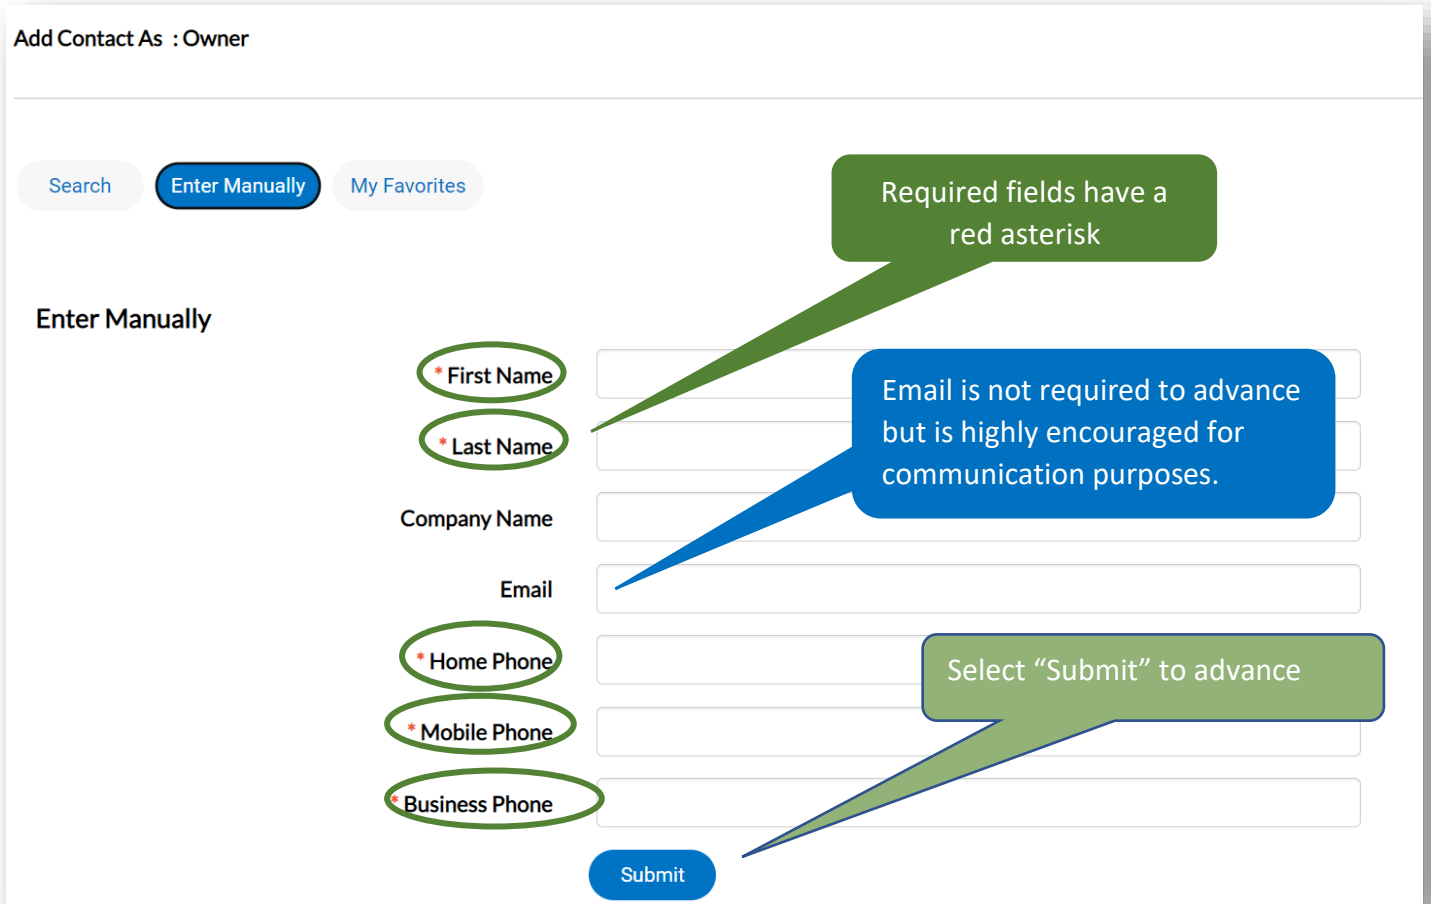 Add Contact As : Owner
Search
Enter Manually
My Favorites
Required fields have a
red asterisk
Enter Manually
* First Name
Email is not required to advance
but is highly encouraged for
communication purposes.
* Last Name
Company Name
Email
* Home Phone
Select “Submit” to advance
* Mobile Phone
* Business Phone
Submit